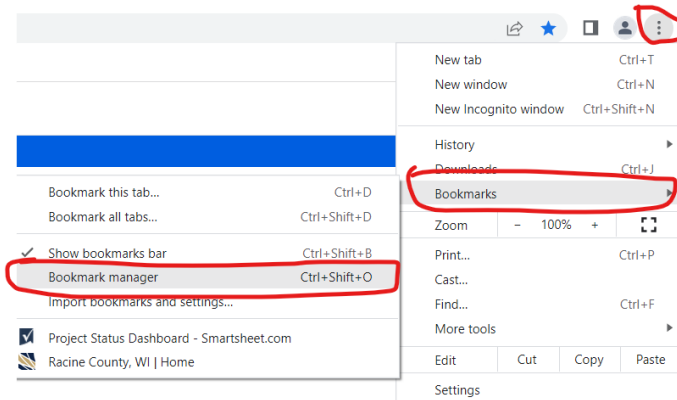 New tab Ctrl+T
New window Ctrl+N
New Incognito window Ctrl+Shift+N
History
Downloads Ctrl+J
Bookmarks
Zoom - 100% +
Print... Ctrl+P
Cast...
Find... Ctrl+F
More tools
Edit Cut Copy Paste
Settings
Bookmark this tab... Ctrl+D
Bookmark all tabs... Ctrl+Shift+D
Show bookmarks bar Ctrl+Shift+B
Bookmark manager Ctrl+Shift+O
Import bookmarks and settings...
Project Status Dashboard - Smartsheet.com
Racine County, WI | Home